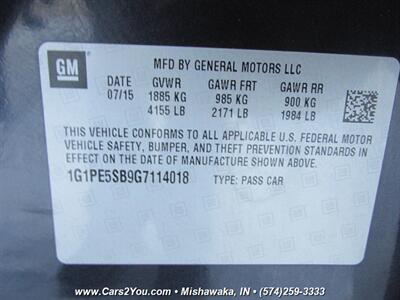 GM
MFD BY GENERAL MOTORS LLC
DATE GVWR GAWR FRT GAWR RR
07/15 1885 KG 985 KG 900 KG
4155 LB 2171 LB 1984 LB
THIS VEHICLE CONFORMS TO ALL APPLICABLE U.S. FEDERAL MOTOR
VEHICLE SAFETY, BUMPER, AND THEFT PREVENTION STANDARDS IN
EFFECT ON THE DATE OF MANUFACTURE SHOWN ABOVE.
1G1PE5SB9G7114018 TYPE: PASS CAR
www.Cars2You.com - Mishawaka, IN - (574)259-3333